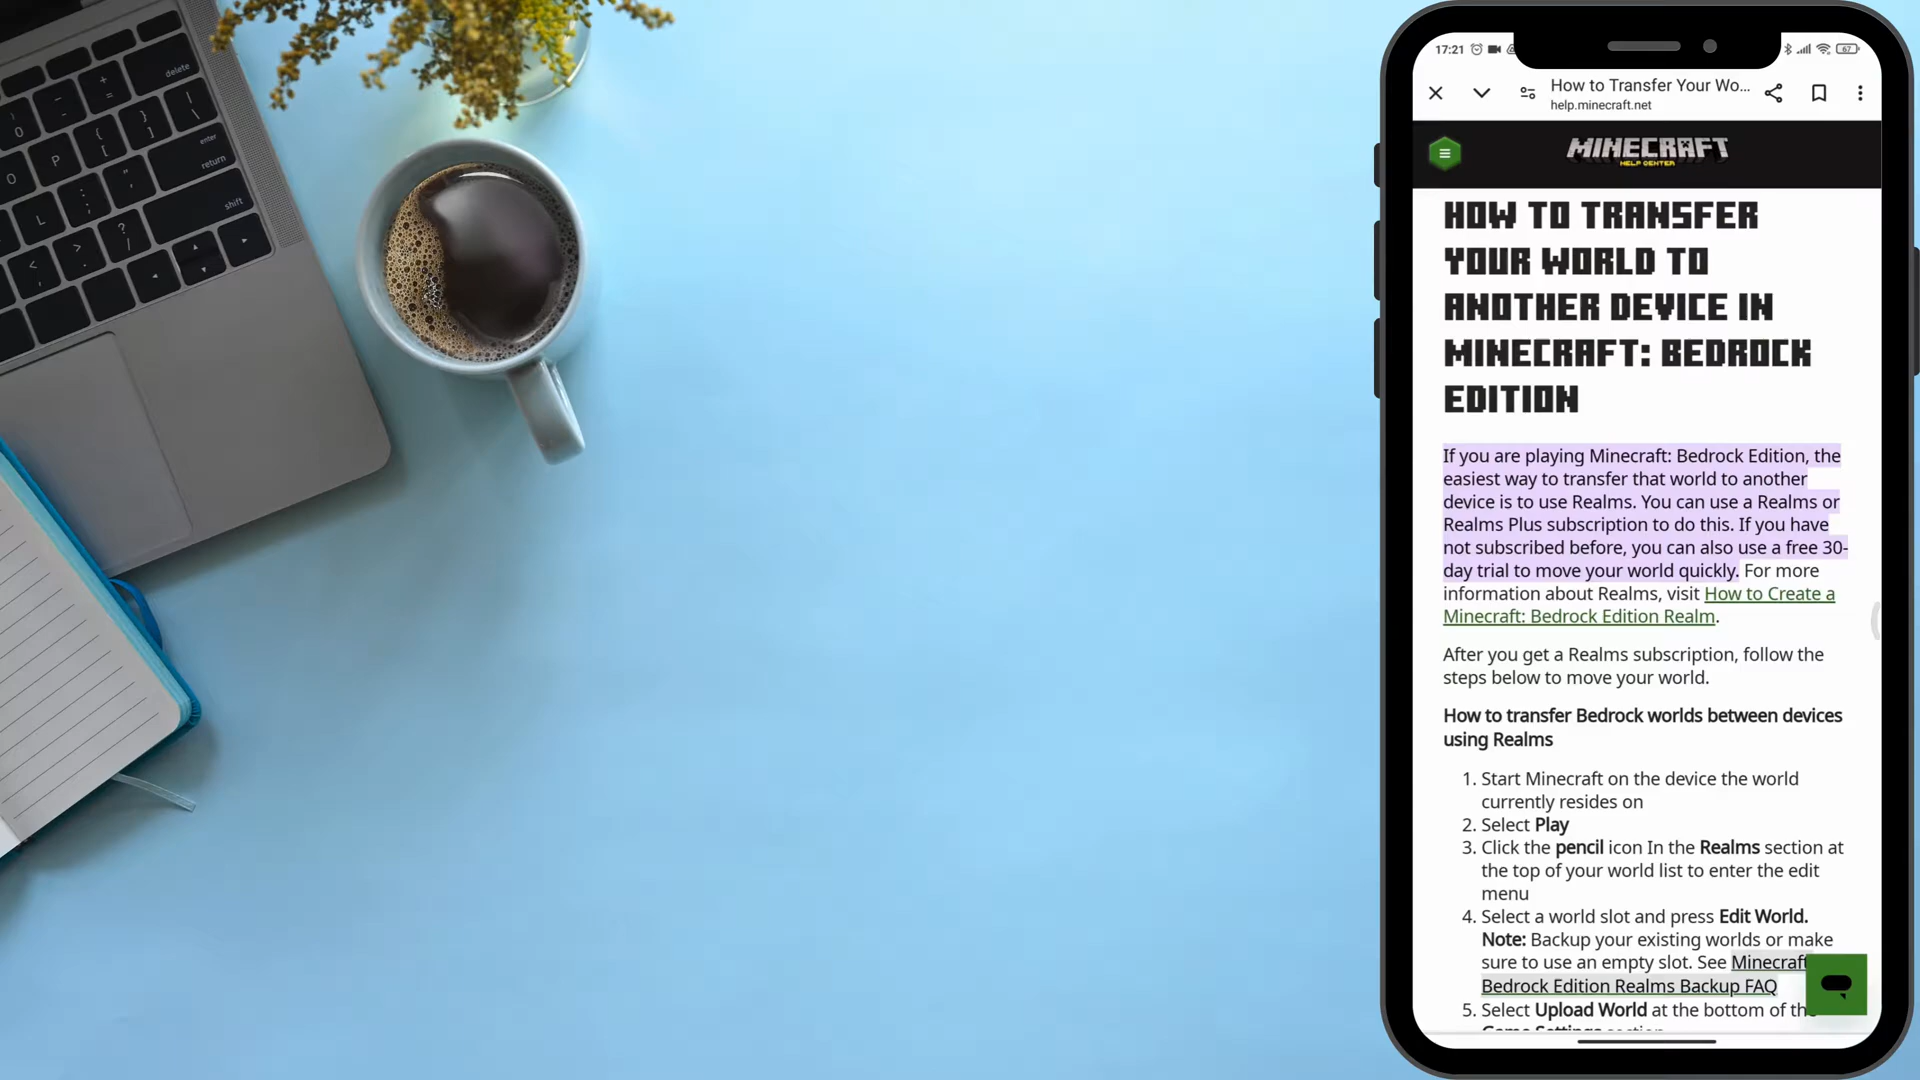 delete
enter
return
shift
P
L
O
0
17:21
67
How to Transfer Your Wo...
help.minecraft.net
MINECRAFT
HELP CENTER
HOW TO TRANSFER
YOUR WORLD TO
ANOTHER DEVICE IN
MINECRAFT: BEDROCK
EDITION
If you are playing Minecraft: Bedrock Edition, the
easiest way to transfer that world to another
device is to use Realms. You can use a Realms or
Realms Plus subscription to do this. If you have
not subscribed before, you can also use a free 30-
day trial to move your world quickly. For more
information about Realms, visit How to Create a
Minecraft: Bedrock Edition Realm.
After you get a Realms subscription, follow the
steps below to move your world.
How to transfer Bedrock worlds between devices
using Realms
1. Start Minecraft on the device the world
currently resides on
2. Select Play
3. Click the pencil icon In the Realms section at
the top of your world list to enter the edit
menu
4. Select a world slot and press Edit World.
Note: Backup your existing worlds or make
sure to use an empty slot. See Minecraft
Bedrock Edition Realms Backup FAQ
5. Select Upload World at the bottom of the
Game Settings section